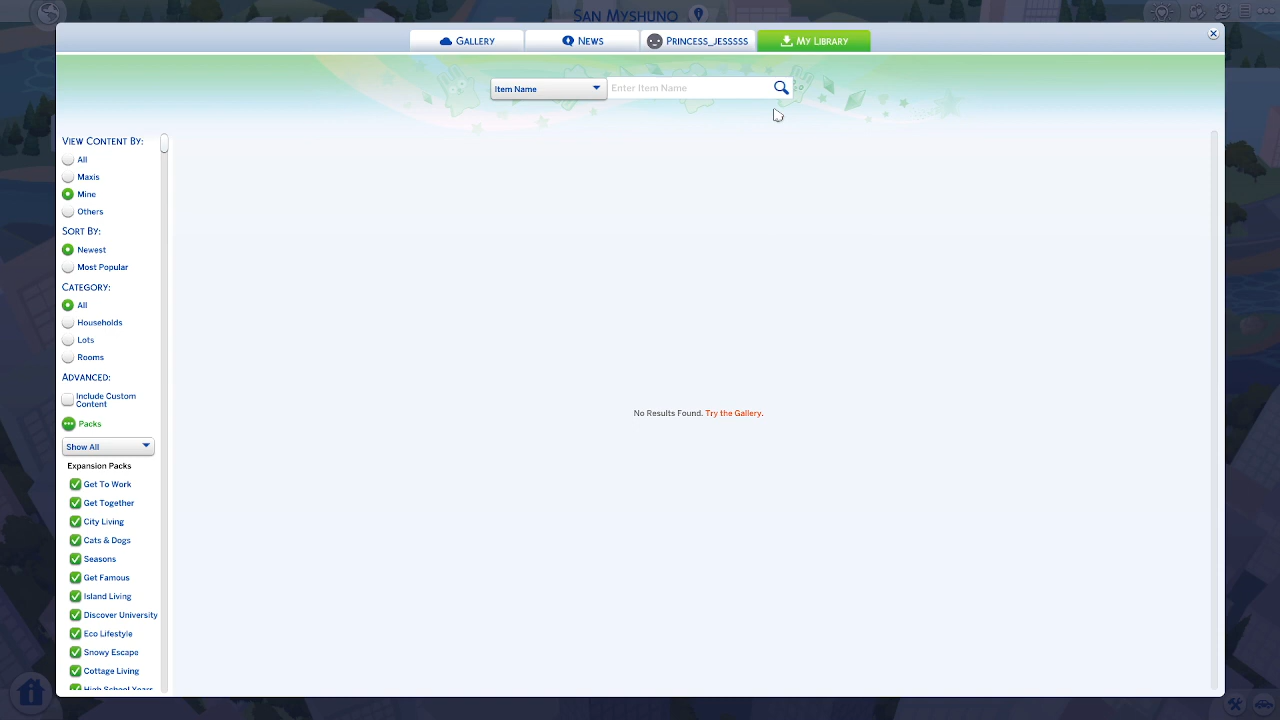 San Myshuno
Gallery
News
Princess_Jesssss
My Library
Item Name
Enter Item Name
View Content By:
All
Maxis
Mine
Others
Sort By:
Newest
Most Popular
Category:
All
Households
Lots
Rooms
Advanced:
Include Custom
Content
Packs
Show All
Expansion Packs
Get To Work
Get Together
City Living
Cats & Dogs
Seasons
Get Famous
Island Living
Discover University
Eco Lifestyle
Snowy Escape
Cottage Living
High School Years
No Results Found. Try the Gallery.